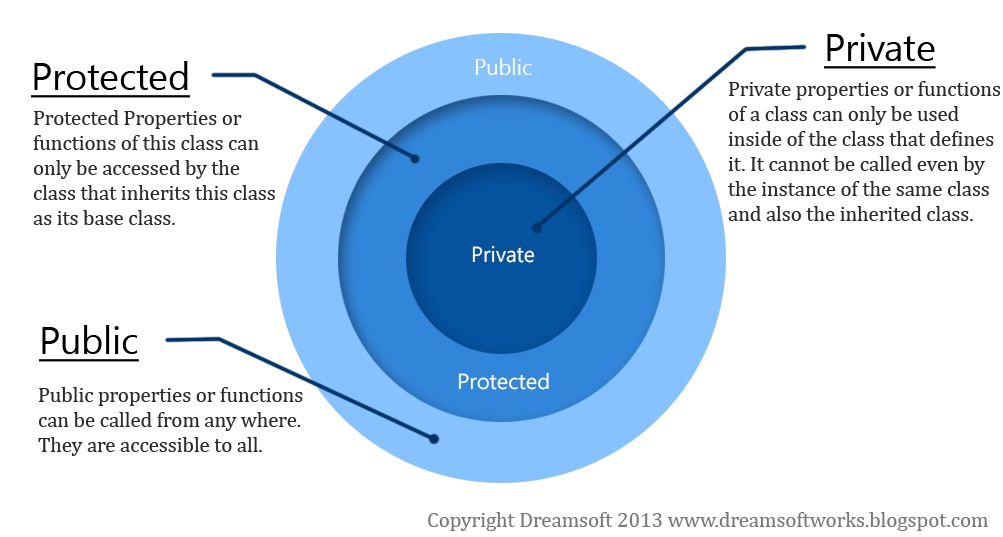 Protected
Protected Properties or
functions of this class can
only be accessed by the
class that inherits this class
as its base class.
Public
Private
Private properties or functions
of a class can only be used
inside of the class that defines
it. It cannot be called even by
the instance of the same class
and also the inherited class.
Private
Protected
Public
Public properties or functions
can be called from any where.
They are accessible to all.
Copyright Dreamsoft 2013 www.dreamsoftworks.blogspot.com